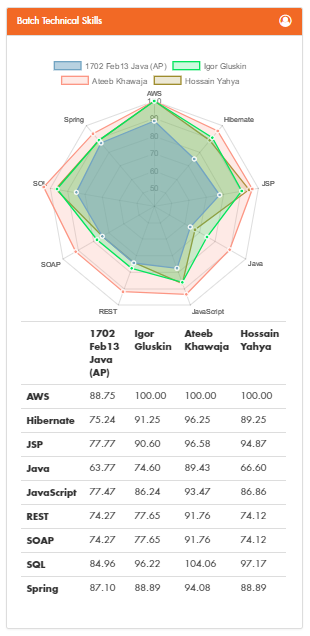 Batch Technical Skills
1702 Feb13 Java (AP) Igor Gluskin
Ateeb Khawaja Hossain Yahya
AWS
Spring Hibernate
90
80
70
60
50
JSP
SOAP Java
REST JavaScript
1702 Feb13 Java (AP) Igor Gluskin Ateeb Khawaja Hossain Yahya
AWS 88.75 100.00 100.00 100.00
Hibernate 75.24 91.25 96.25 89.25
JSP 77.77 90.60 96.58 94.87
Java 63.77 74.60 89.43 66.60
JavaScript 77.47 86.24 93.47 86.86
REST 74.27 77.65 91.76 74.12
SOAP 74.27 77.65 91.76 74.12
SQL 84.96 96.22 104.06 97.17
Spring 87.10 88.89 94.08 88.89